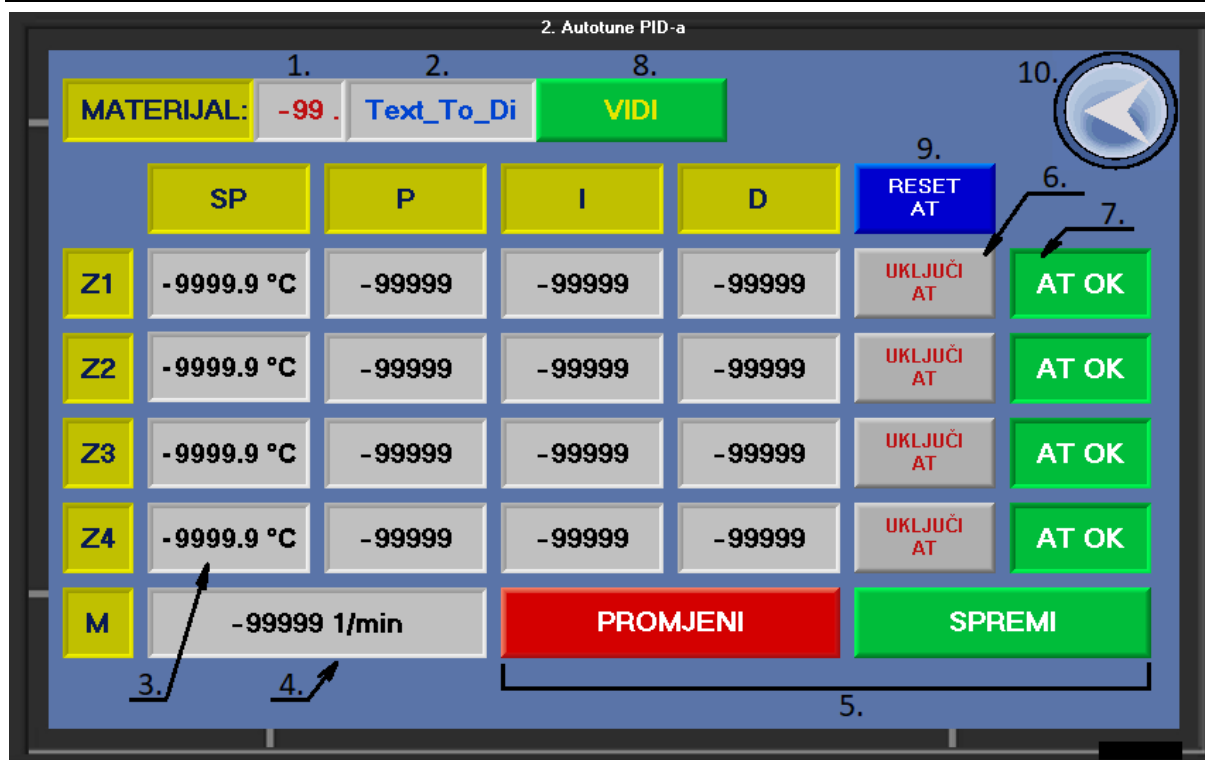 2. Autotune PID-a
1. 2. 8. 10.
MATERIJAL: -99 . Text_To_Di VIDI
9.
SP P I D RESET AT 6. 7.
Z1 -9999.9 °C -99999 -99999 -99999 UKLJUČI AT AT OK
Z2 -9999.9 °C -99999 -99999 -99999 UKLJUČI AT AT OK
Z3 -9999.9 °C -99999 -99999 -99999 UKLJUČI AT AT OK
Z4 -9999.9 °C -99999 -99999 -99999 UKLJUČI AT AT OK
M -99999 1/min PROMJENI SPREMI
3. 4. 5.